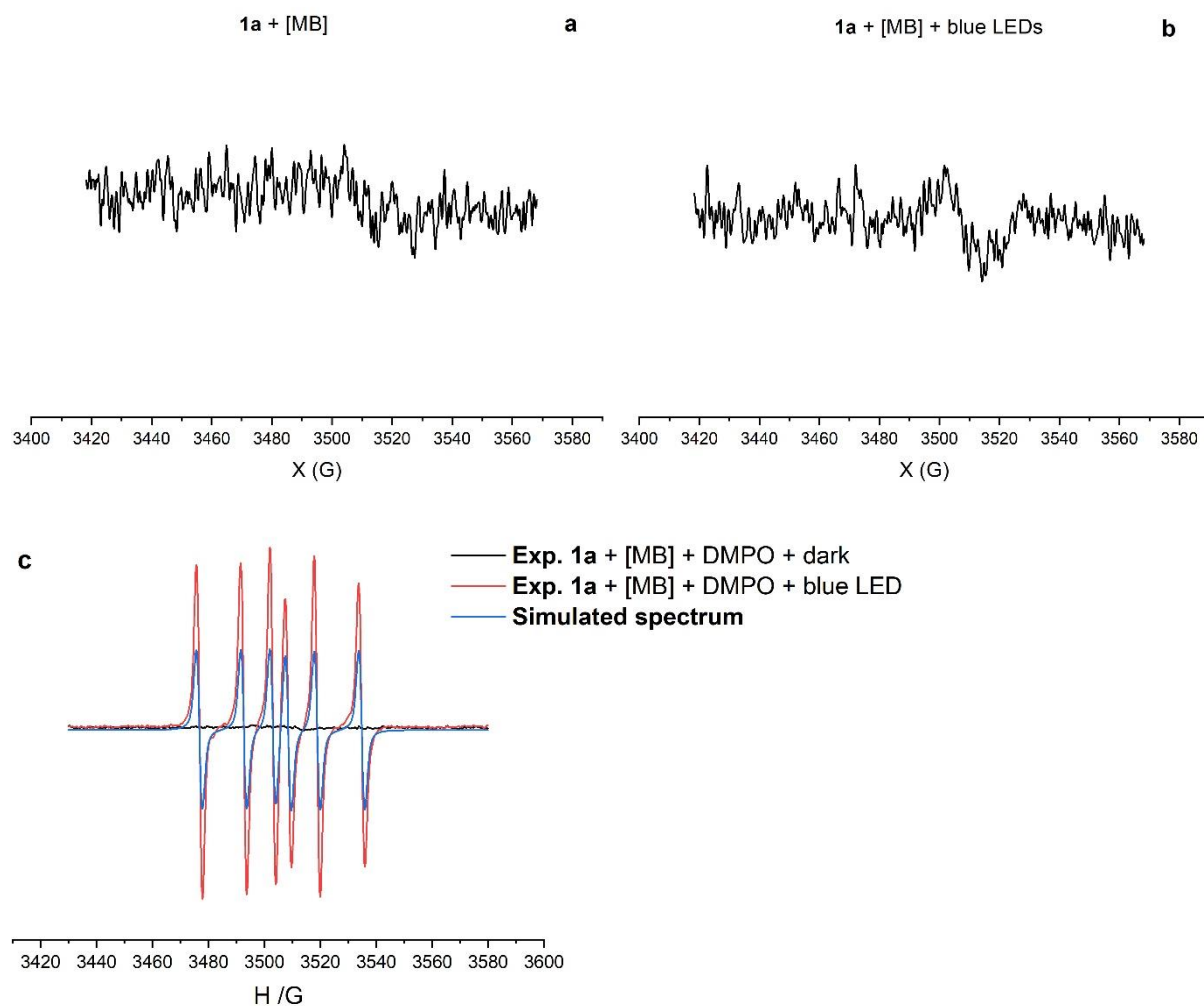 1a + [MB]
a
3400 3420 3440 3460 3480 3500 3520 3540 3560 3580
X (G)
1a + [MB] + blue LEDs
b
3400 3420 3440 3460 3480 3500 3520 3540 3560 3580
X (G)
c
Exp. 1a + [MB] + DMPO + dark
Exp. 1a + [MB] + DMPO + blue LED
Simulated spectrum
3420 3440 3460 3480 3500 3520 3540 3560 3580 3600
H /G